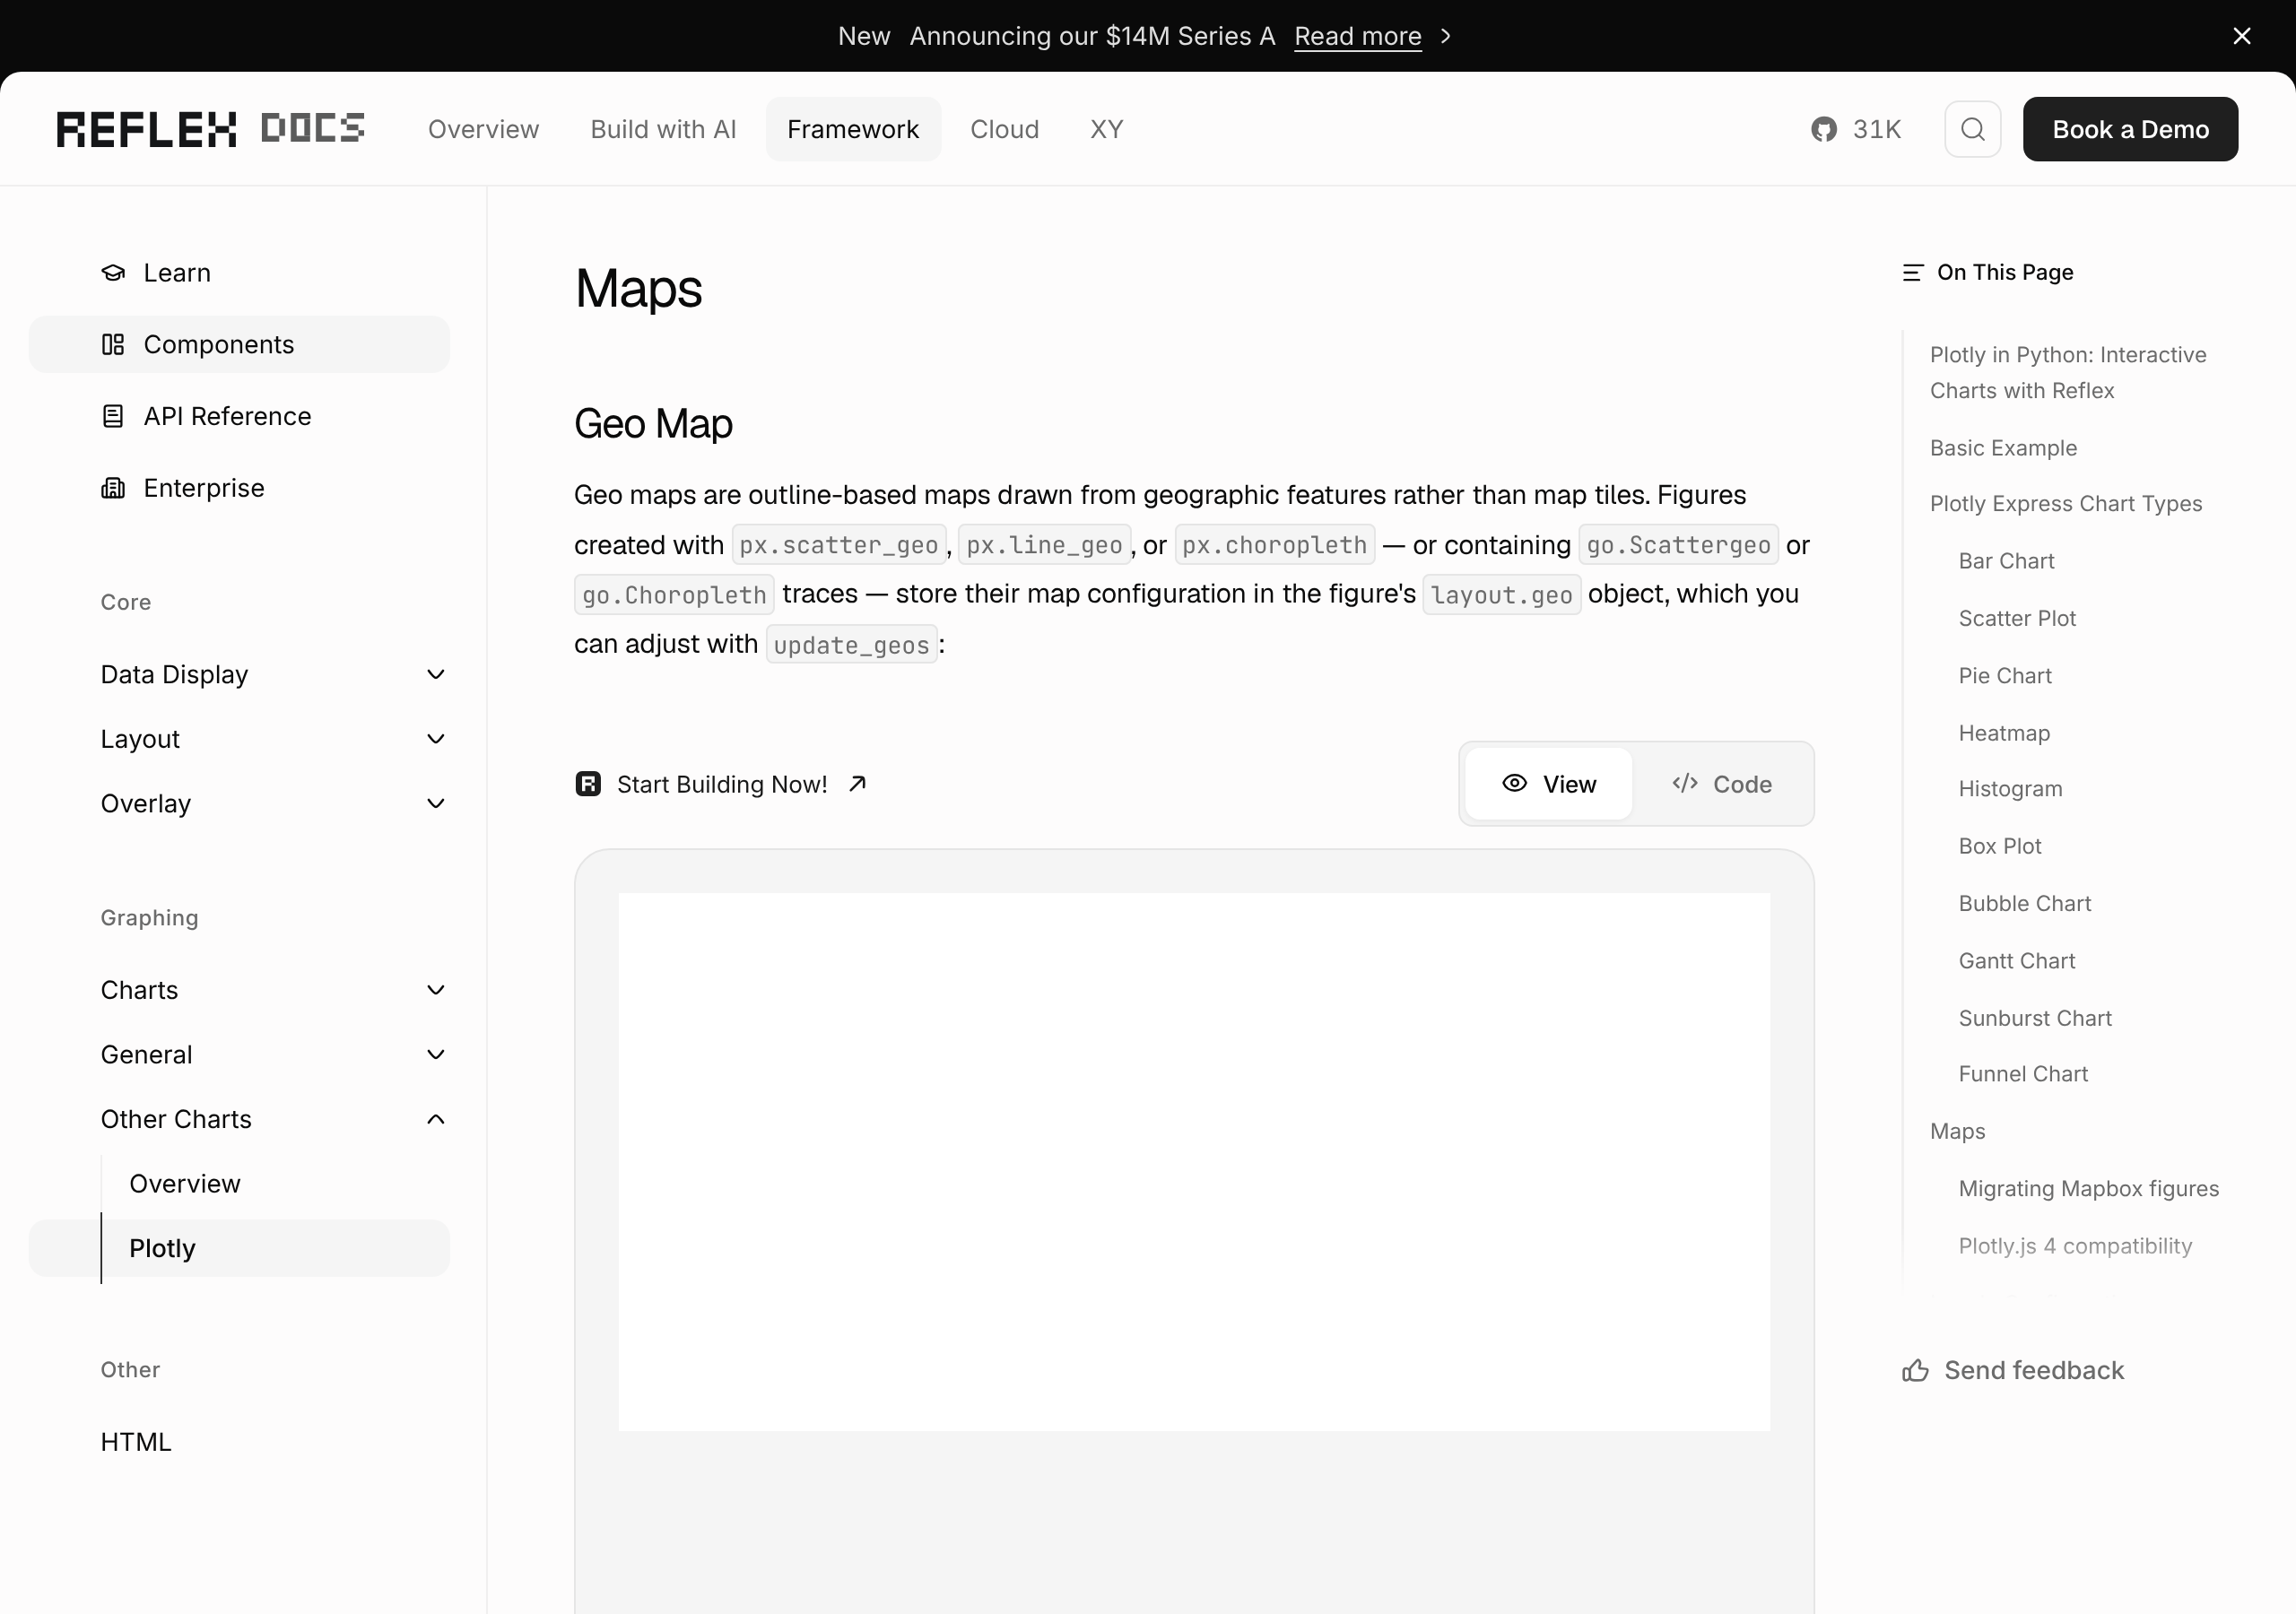 New Announcing our $14M Series A Read more
REFLEX DOCS
Overview
Build with AI
Framework
Cloud
XY
31K
Book a Demo
Learn
Components
API Reference
Enterprise
Core
Data Display
Layout
Overlay
Graphing
Charts
General
Other Charts
Overview
Plotly
Other
HTML
Maps
Geo Map
Geo maps are outline-based maps drawn from geographic features rather than map tiles. Figures
created with px.scatter_geo, px.line_geo, or px.choropleth — or containing go.Scattergeo or
go.Choropleth traces — store their map configuration in the figure's layout.geo object, which you
can adjust with update_geos:
Start Building Now!
View
Code
On This Page
Plotly in Python: Interactive
Charts with Reflex
Basic Example
Plotly Express Chart Types
Bar Chart
Scatter Plot
Pie Chart
Heatmap
Histogram
Box Plot
Bubble Chart
Gantt Chart
Sunburst Chart
Funnel Chart
Maps
Migrating Mapbox figures
Plotly.js 4 compatibility
Send feedback